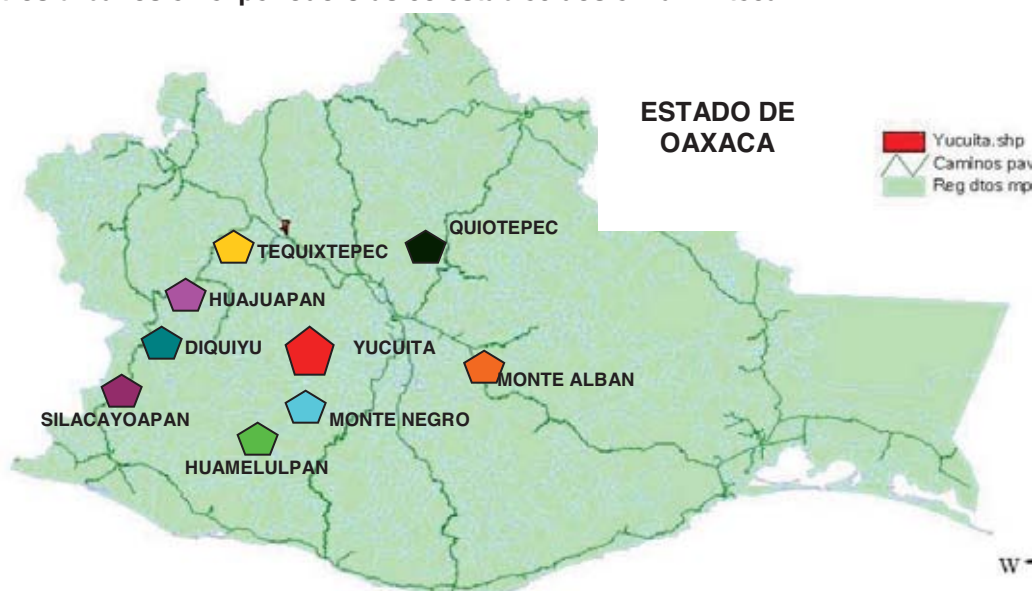 ESTADO DE
OAXACA
Yucuita.shp
Caminos pav
Reg dtos mp
QUIOTEPEC
TEQUIXTEPEC
HUAJUAPAN
DIQUIYU
YUCUITA
MONTE ALBAN
SILACAYOAPAN
MONTE NEGRO
HUAMELULPAN
W